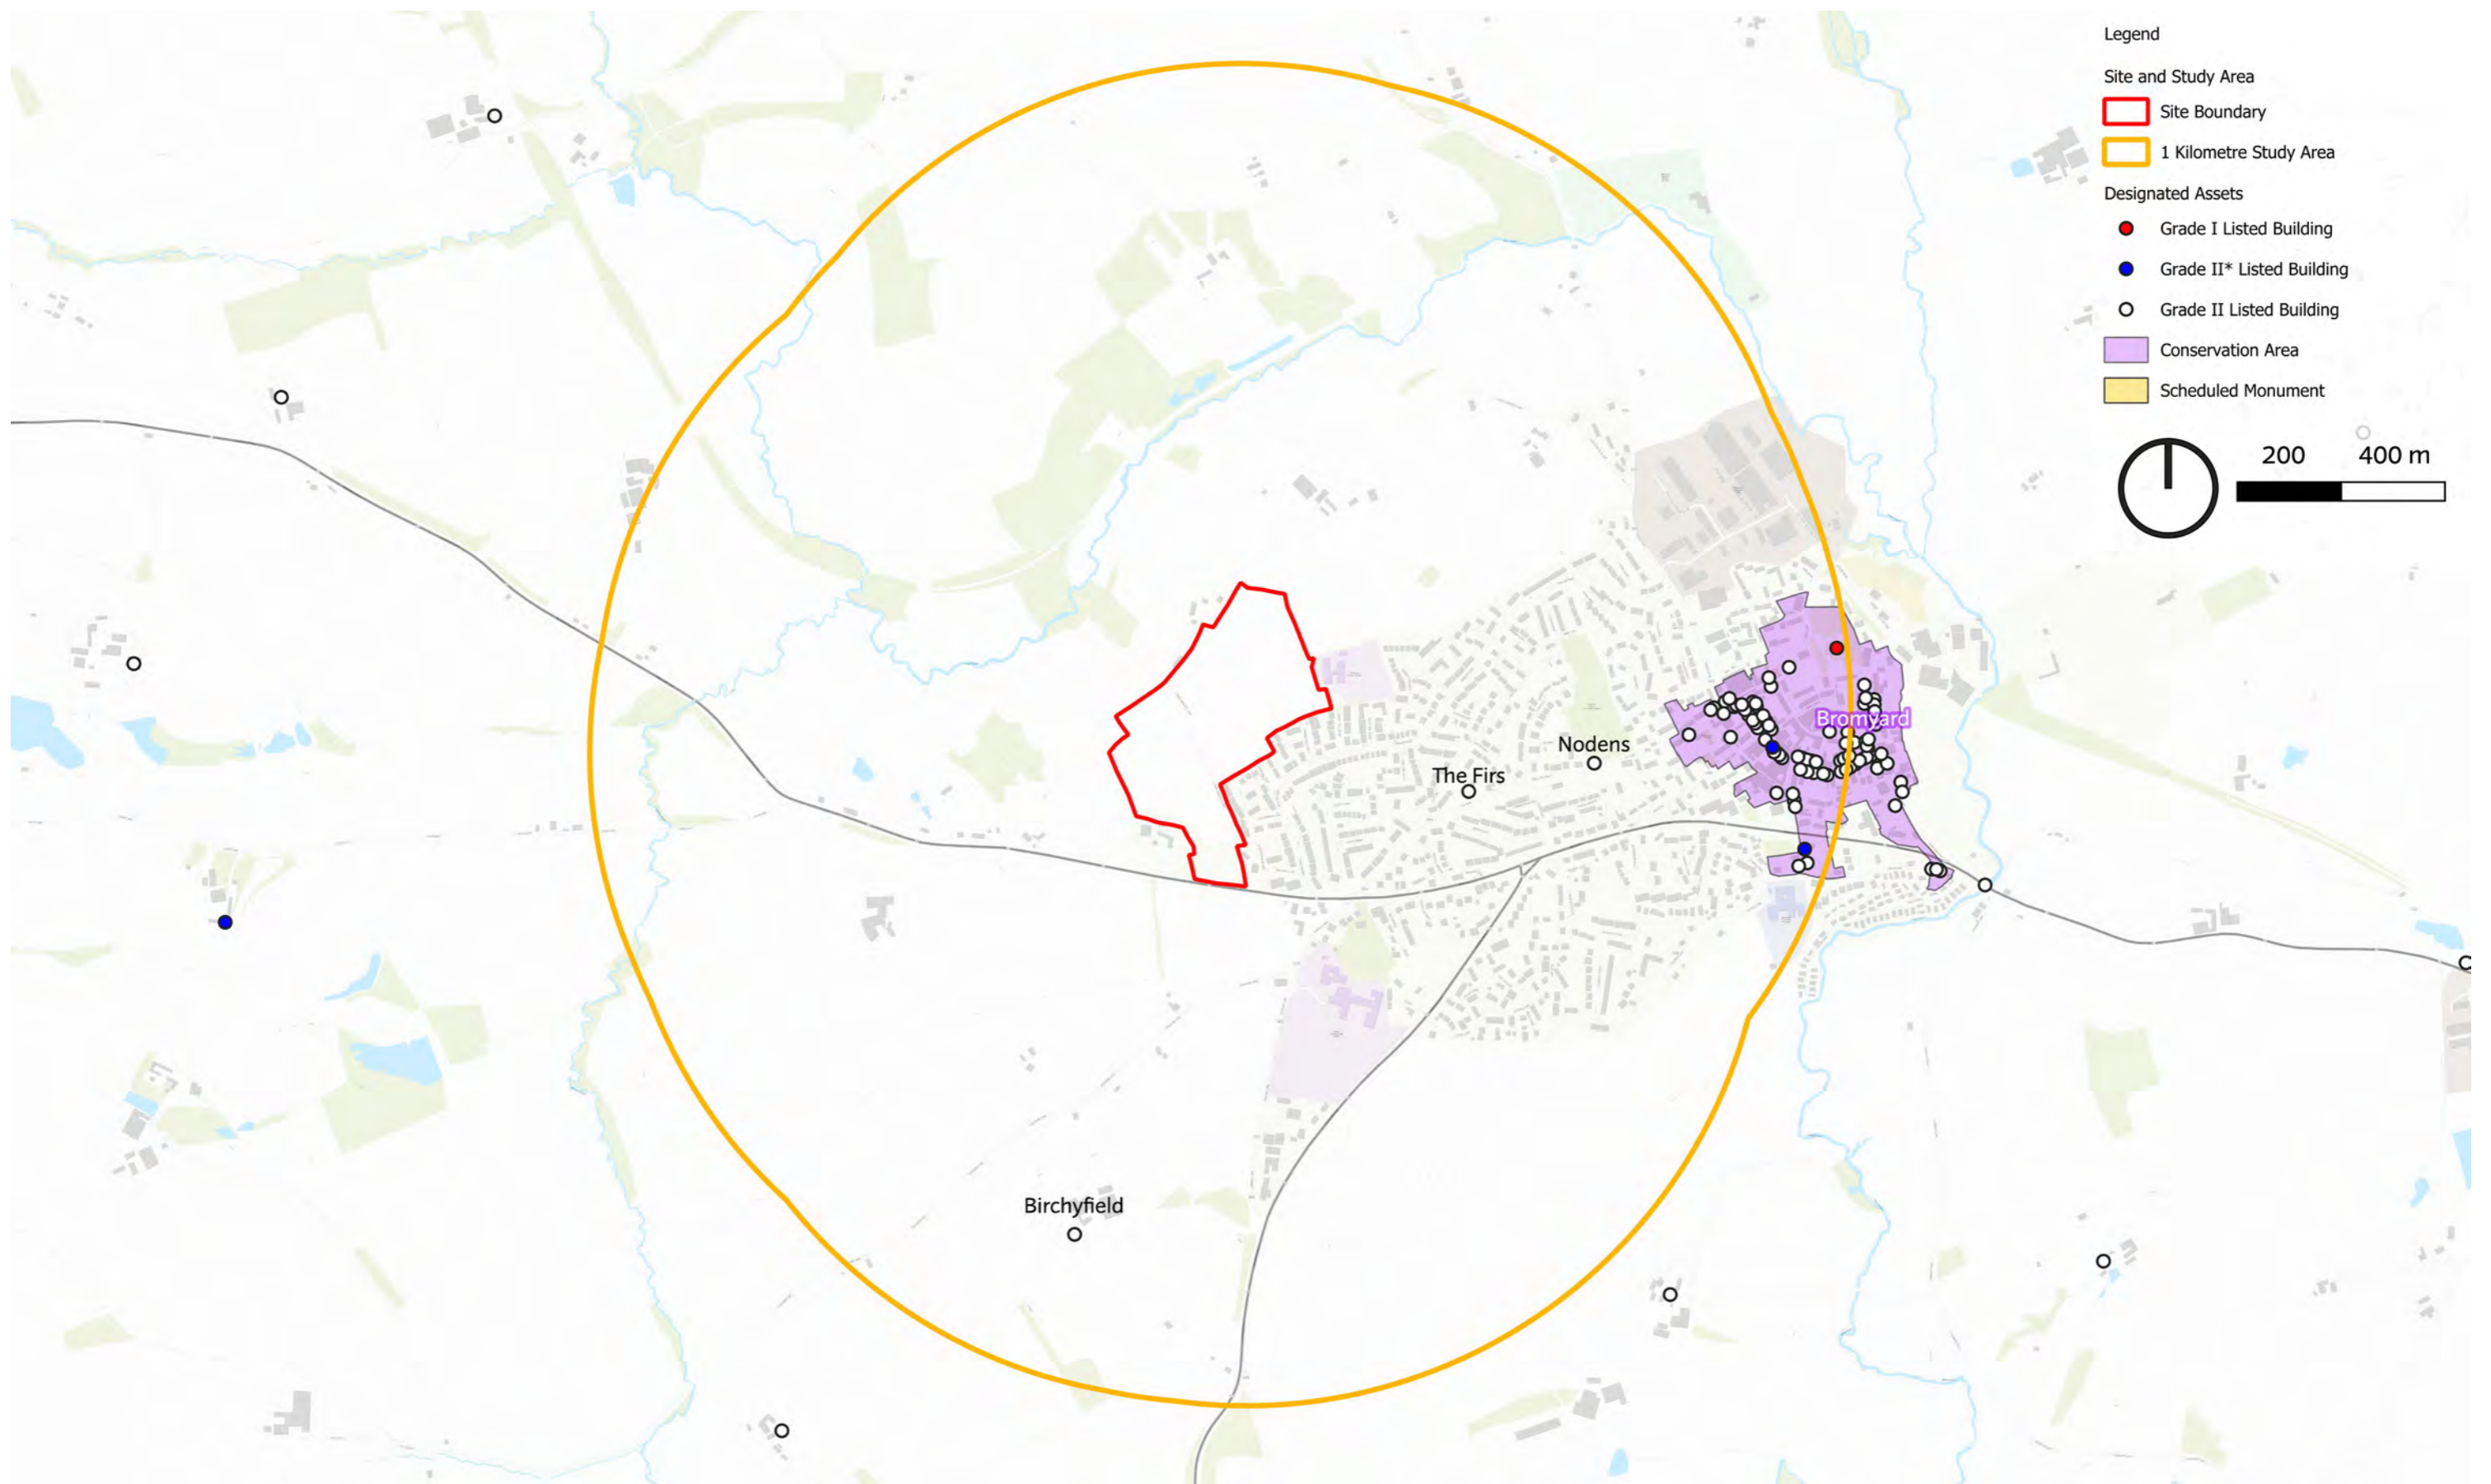 Legend
Site and Study Area
Site Boundary
1 Kilometre Study Area
Designated Assets
Grade I Listed Building
Grade II* Listed Building
Grade II Listed Building
Conservation Area
Scheduled Monument
200 400 m
Bromyard
Nodens
The Firs
Birchyfield